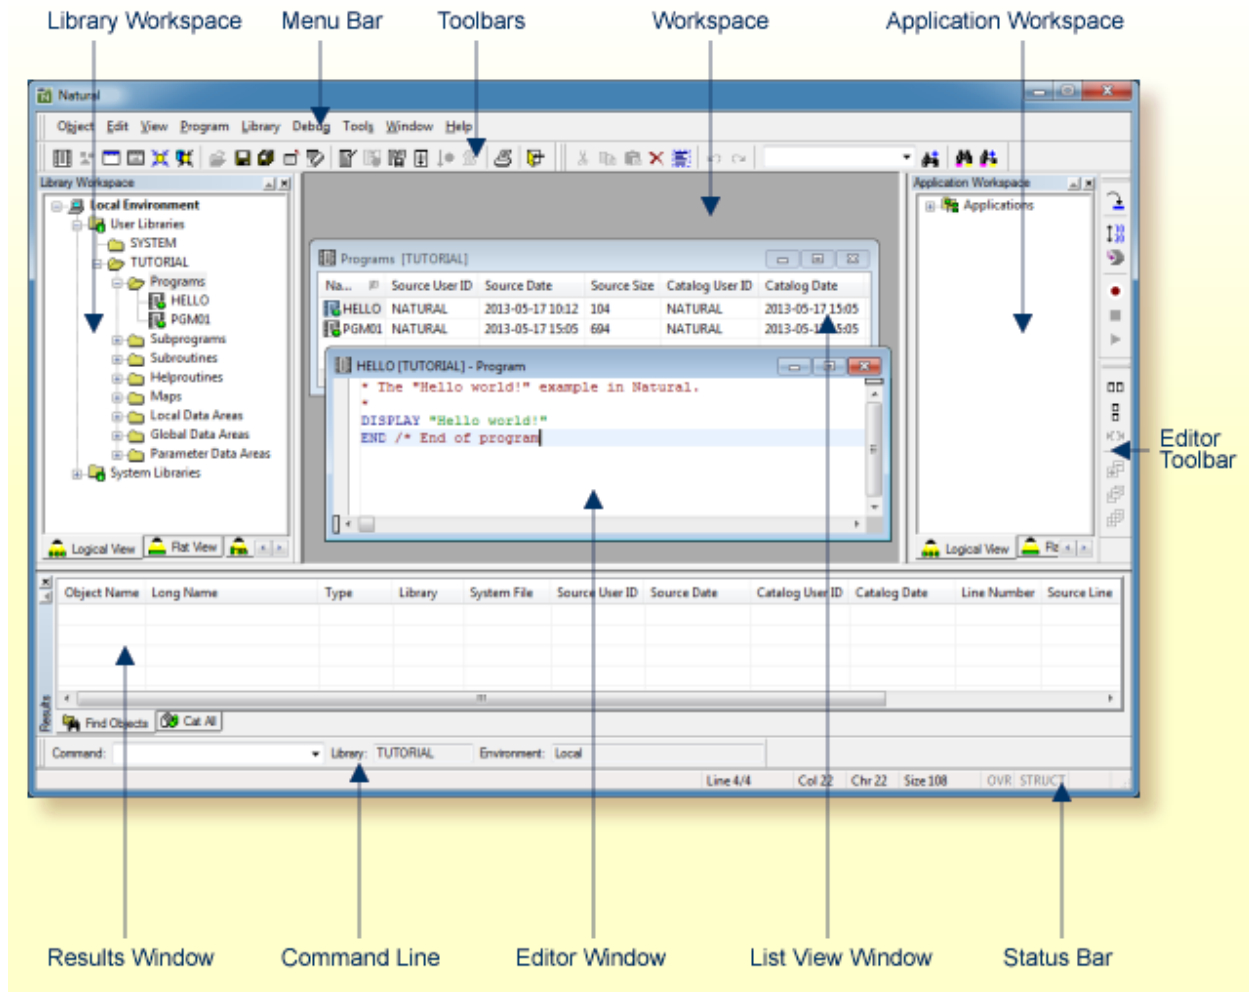 Library Workspace Menu Bar Toolbars Workspace Application Workspace
Natural
Object Edit View Program Library Debug Tools Window Help
Library Workspace
Local Environment
User Libraries
SYSTEM
TUTORIAL
Programs
HELLO
PGM01
Subprograms
Subroutines
Helproutines
Maps
Local Data Areas
Global Data Areas
Parameter Data Areas
System Libraries
Logical View Flat View
Programs [TUTORIAL]
Na... Source User ID Source Date Source Size Catalog User ID Catalog Date
HELLO NATURAL 2013-05-17 10:12 104 NATURAL 2013-05-17 15:05
PGM01 NATURAL 2013-05-17 15:05 694 NATURAL 2013-05-17 15:05
HELLO [TUTORIAL] - Program
* The "Hello world!" example in Natural.
*
DISPLAY "Hello world!"
END /* End of program
Application Workspace
Applications
Logical View Fla
Editor
Toolbar
Results
Object Name Long Name Type Library System File Source User ID Source Date Catalog User ID Catalog Date Line Number Source Line
Find Objects Cat All
Command: Library: TUTORIAL Environment: Local
Line 4/4 Col 22 Chr 22 Size 108 OVR STRUCT
Results Window Command Line Editor Window List View Window Status Bar